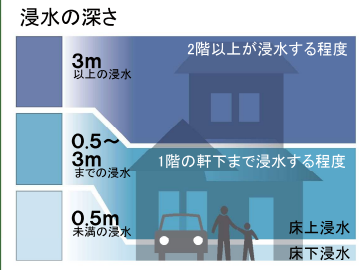 浸水の深さ
3m
以上の浸水
2階以上が浸水する程度
0.5〜
3m
までの浸水
1階の軒下まで浸水する程度
0.5m
未満の浸水
床上浸水
床下浸水